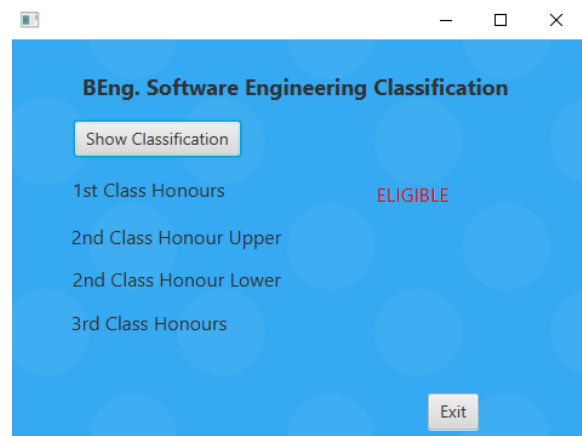 BEng. Software Engineering Classification
Show Classification
1st Class Honours ELIGIBLE
2nd Class Honour Upper
2nd Class Honour Lower
3rd Class Honours
Exit